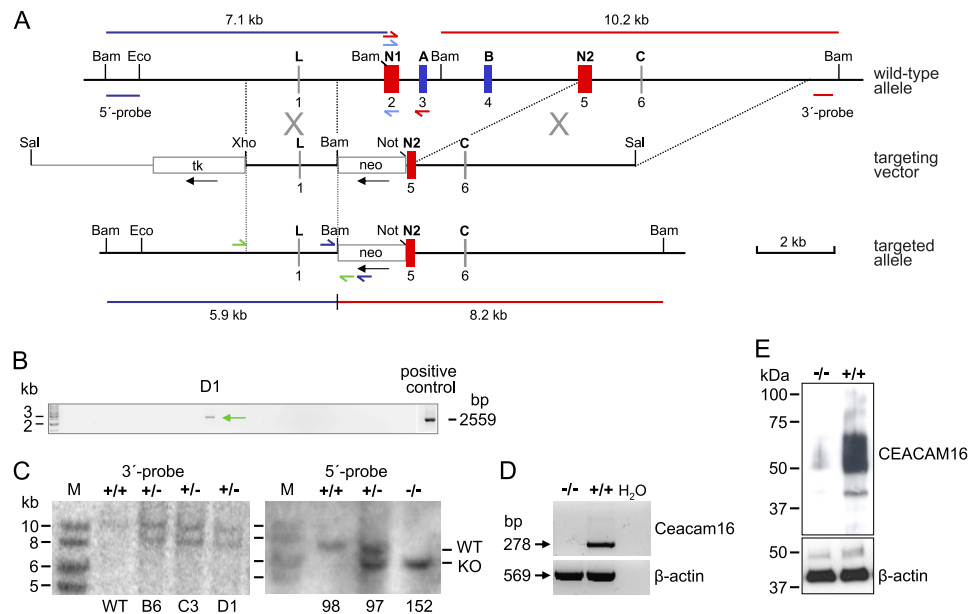 A
7.1 kb 10.2 kb
Bam Eco L Bam N1 A Bam B N2 C Bam
wild-type allele
1 2 3 4 5 6
5´-probe 3´-probe
X X
Sal Xho L Bam Not N2 C Sal
tk neo
targeting vector
1 5 6
Bam Eco L Bam Not N2 C Bam
neo
2 kb
targeted allele
1 5 6
5.9 kb 8.2 kb
B
kb D1 positive control bp
3
2
2559
C
3´-probe 5´-probe
M +/+ +/- +/- +/- M +/+ +/- -/-
kb
10
8
6
5
WT
KO
WT B6 C3 D1 98 97 152
D
-/- +/+ H₂O
bp
278 Ceacam16
569 β-actin
E
kDa -/- +/+
100
75
50
37
CEACAM16
50
37
β-actin